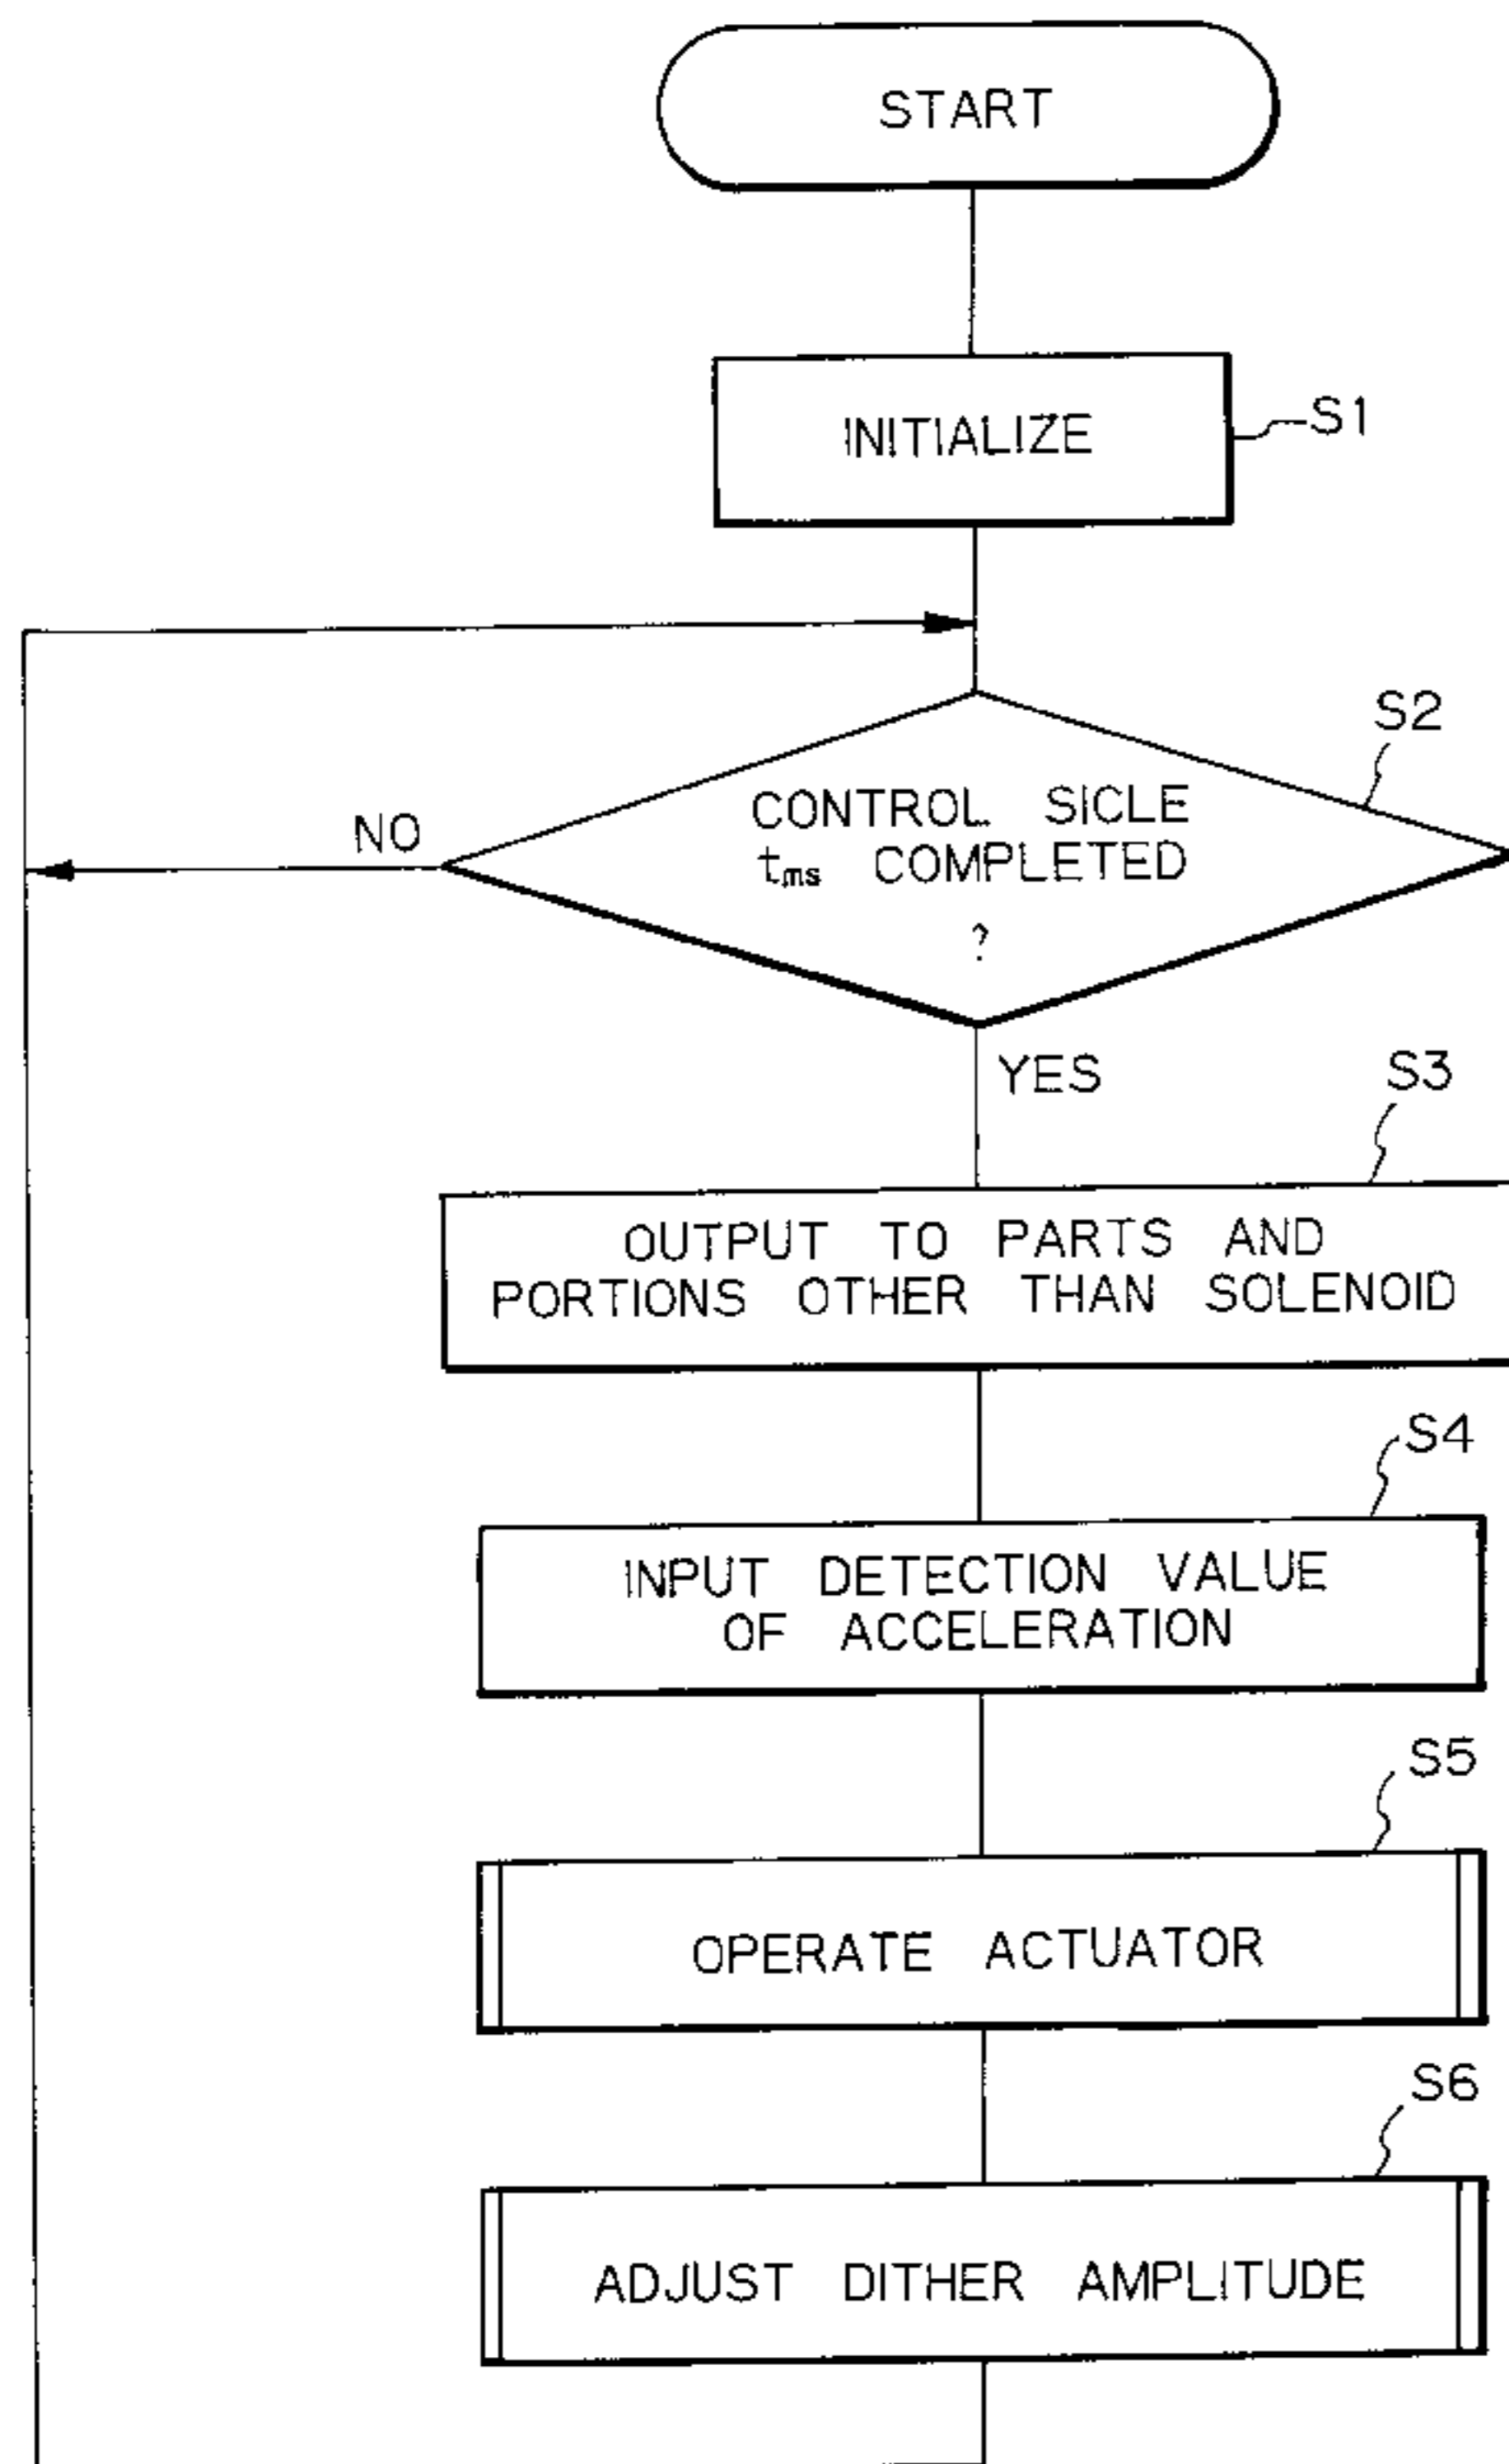 START
INITIALIZE
S1
S2
CONTROL SICLE
tms COMPLETED
?
NO
YES
S3
OUTPUT TO PARTS AND
PORTIONS OTHER THAN SOLENOID
S4
INPUT DETECTION VALUE
OF ACCELERATION
S5
OPERATE ACTUATOR
S6
ADJUST DITHER AMPLITUDE